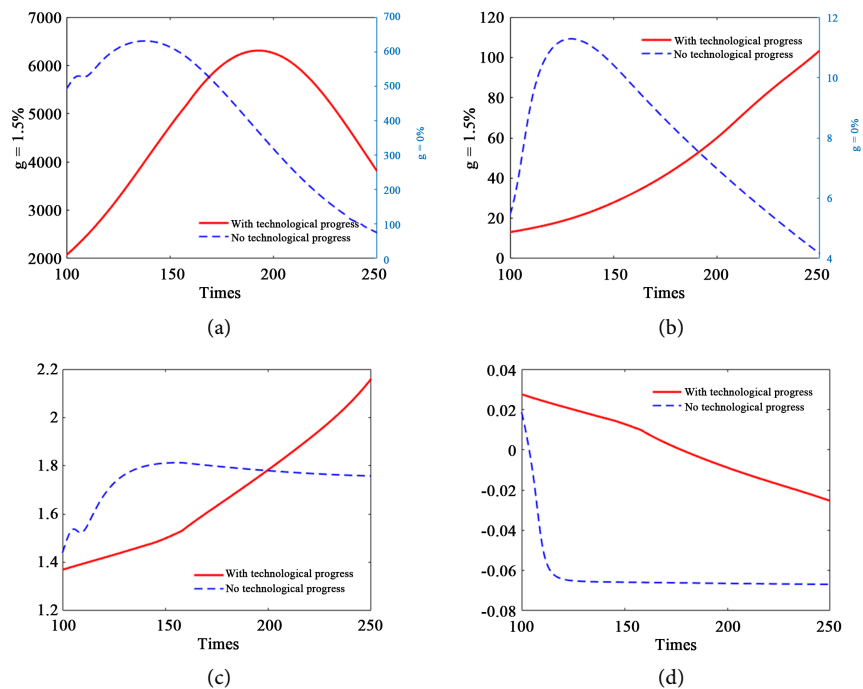 7000
6000
5000
4000
3000
2000
g = 1.5%
700
600
500
400
300
200
100
0
g = 0%
With technological progress
No technological progress
100
150
200
250
Times
(a)
120
100
80
60
40
20
0
g = 1.5%
12
10
8
6
4
g = 0%
With technological progress
No technological progress
100
150
200
250
Times
(b)
2.2
2
1.8
1.6
1.4
1.2
With technological progress
No technological progress
100
150
200
250
Times
(c)
0.04
0.02
0
-0.02
-0.04
-0.06
-0.08
With technological progress
No technological progress
100
150
200
250
Times
(d)